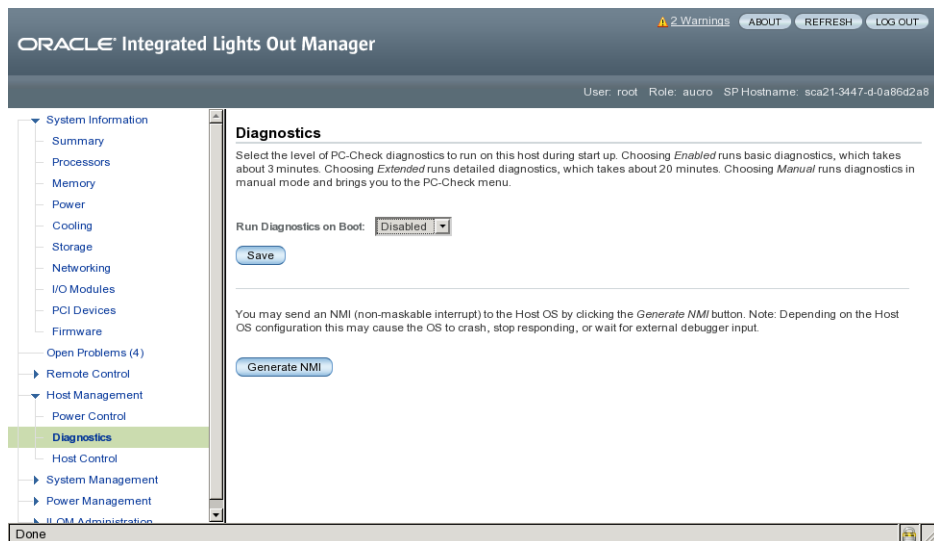 2 Warnings ABOUT REFRESH LOG OUT
ORACLE Integrated Lights Out Manager
User: root Role: aucro SP Hostname: sca21-3447-d-0a86d2a8
System Information
Summary
Processors
Memory
Power
Cooling
Storage
Networking
I/O Modules
PCI Devices
Firmware
Open Problems (4)
Remote Control
Host Management
Power Control
Diagnostics
Host Control
System Management
Power Management
ILOM Administration
Diagnostics
Select the level of PC-Check diagnostics to run on this host during start up. Choosing Enabled runs basic diagnostics, which takes
about 3 minutes. Choosing Extended runs detailed diagnostics, which takes about 20 minutes. Choosing Manual runs diagnostics in
manual mode and brings you to the PC-Check menu.
Run Diagnostics on Boot: Disabled
Save
You may send an NMI (non-maskable interrupt) to the Host OS by clicking the Generate NMI button. Note: Depending on the Host
OS configuration this may cause the OS to crash, stop responding, or wait for external debugger input.
Generate NMI
Done